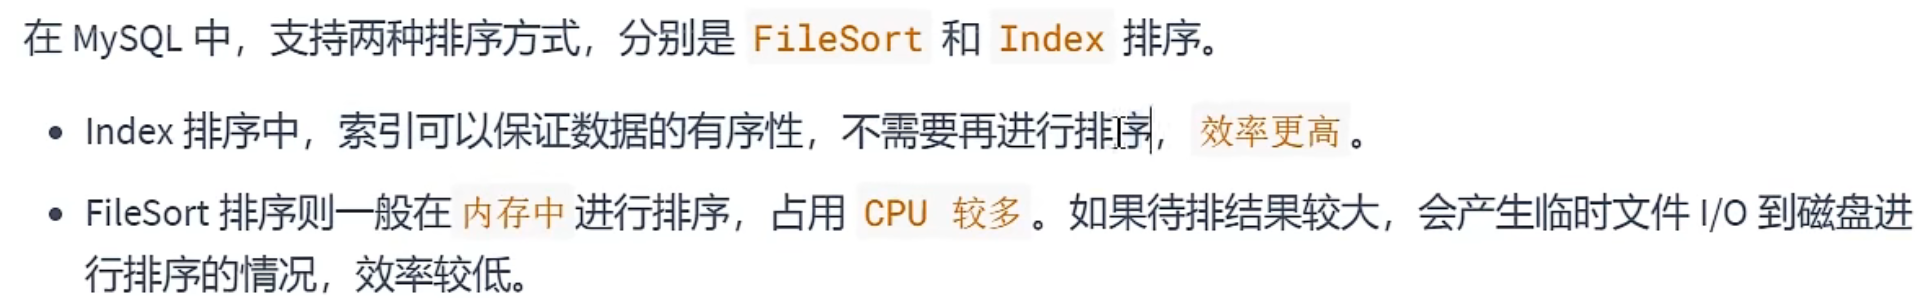 在 MySQL 中，支持两种排序方式，分别是 FileSort 和 Index 排序。
• Index 排序中，索引可以保证数据的有序性，不需要再进行排序，效率更高。
• FileSort 排序则一般在内存中进行排序，占用 CPU 较多。如果待排结果较大，会产生临时文件 I/O 到磁盘进
行排序的情况，效率较低。